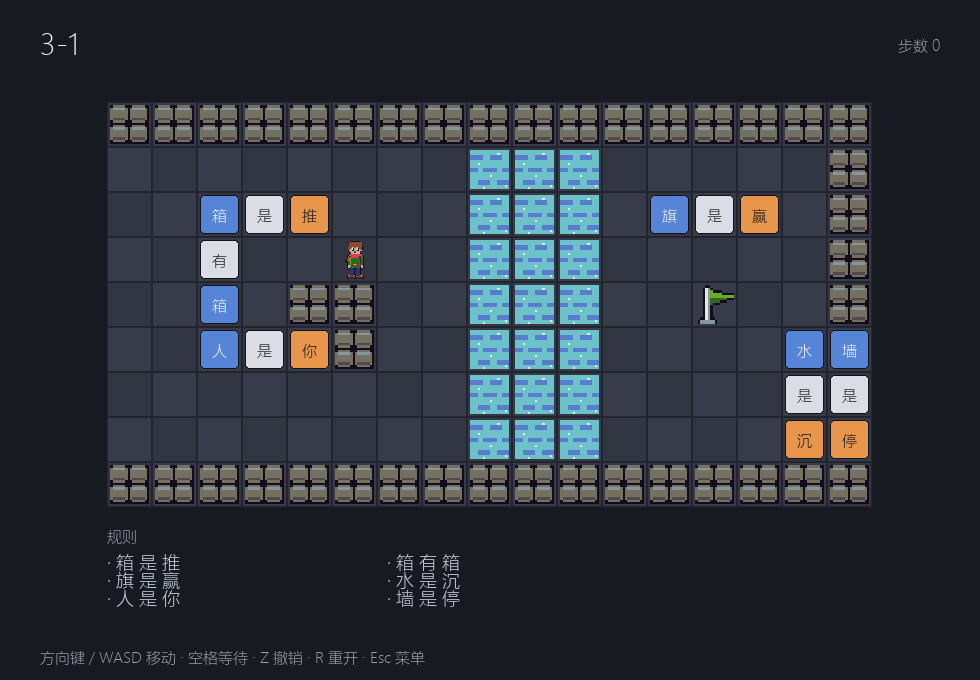 3-1
步数 0
箱 是 推 旗 是 赢
有
箱
人 是 你 水 墙
是 是
沉 停
规则
· 箱 是 推 · 箱 有 箱
· 旗 是 赢 · 水 是 沉
· 人 是 你 · 墙 是 停
方向键 / WASD 移动 · 空格等待 · Z 撤销 · R 重开 · Esc 菜单